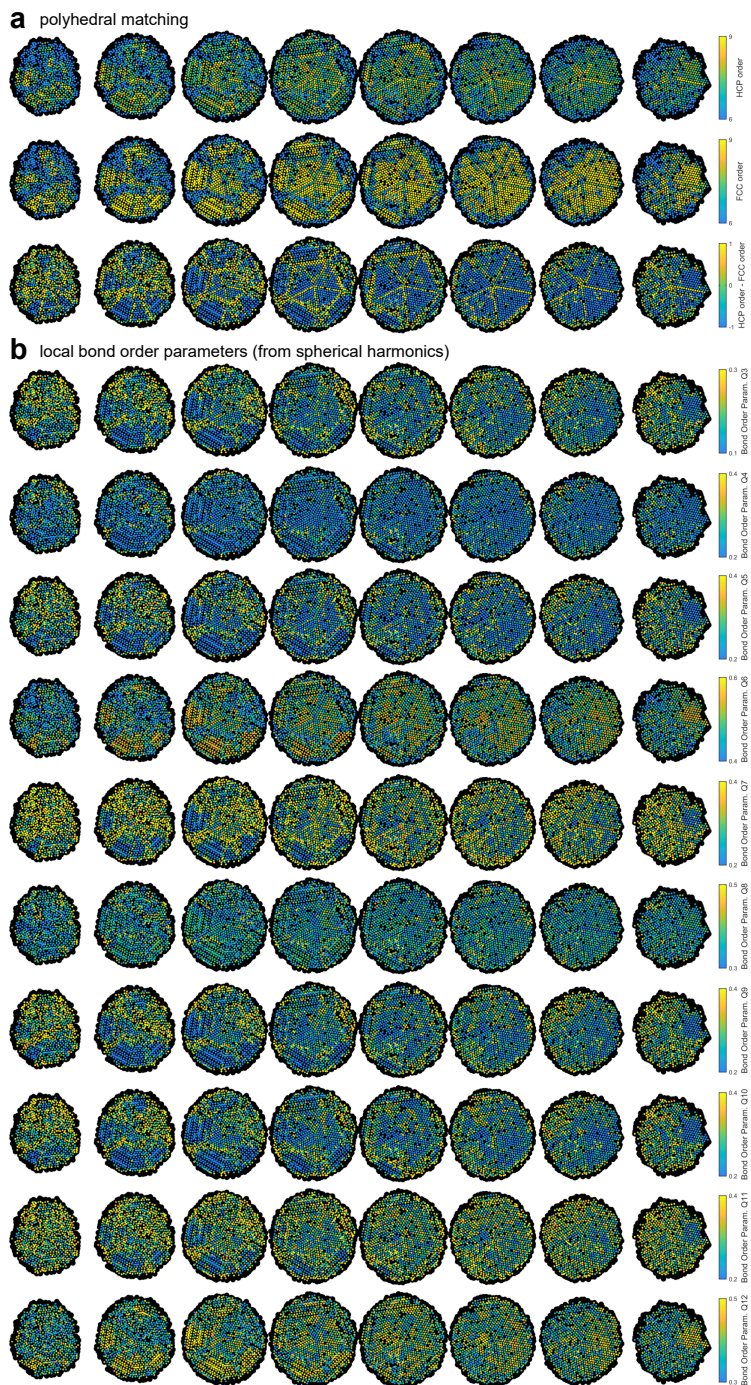 a polyhedral matching
9
HCP order
6
9
FCC order
6
1
0
HCP order - FCC order
-1
b local bond order parameters (from spherical harmonics)
0.3
Bond Order Param. Q3
0.1
0.4
Bond Order Param. Q4
0.2
0.4
Bond Order Param. Q5
0.2
0.6
Bond Order Param. Q6
0.4
0.4
Bond Order Param. Q7
0.2
0.5
Bond Order Param. Q8
0.3
0.4
Bond Order Param. Q9
0.2
0.4
Bond Order Param. Q10
0.2
0.4
Bond Order Param. Q11
0.2
0.5
Bond Order Param. Q12
0.3